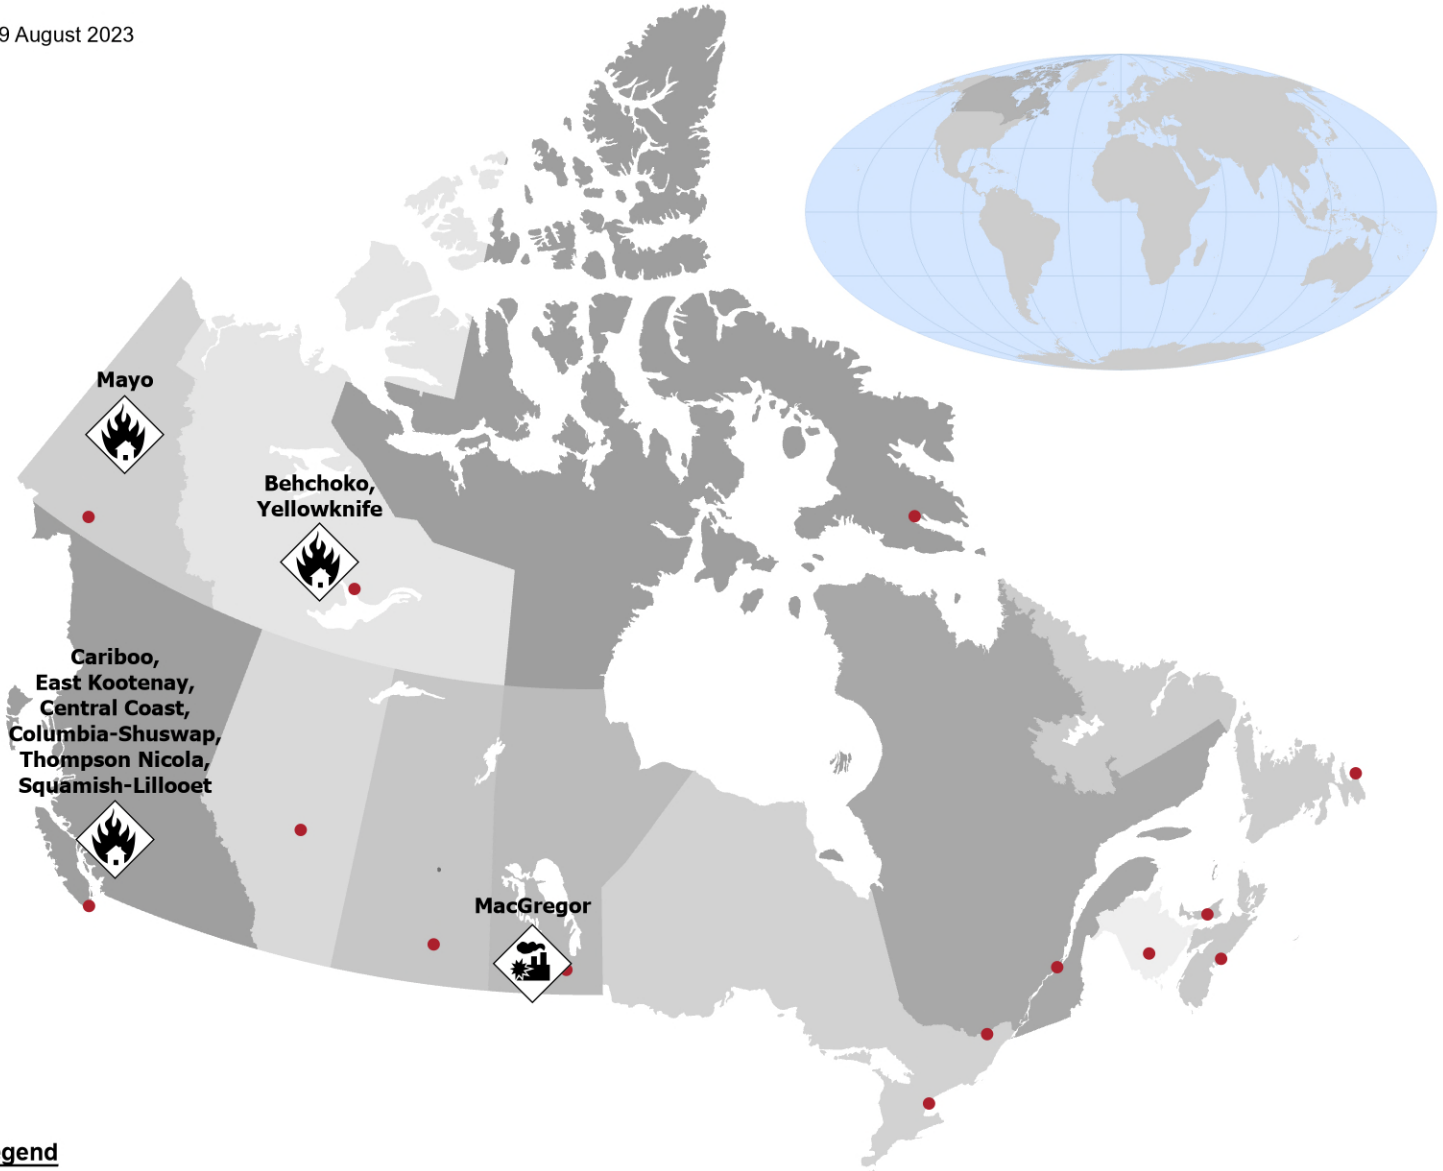 9 August 2023
Mayo
Behchoko,
Yellowknife
Cariboo,
East Kootenay,
Central Coast,
Columbia-Shuswap,
Thompson Nicola,
Squamish-Lillooet
MacGregor
gend